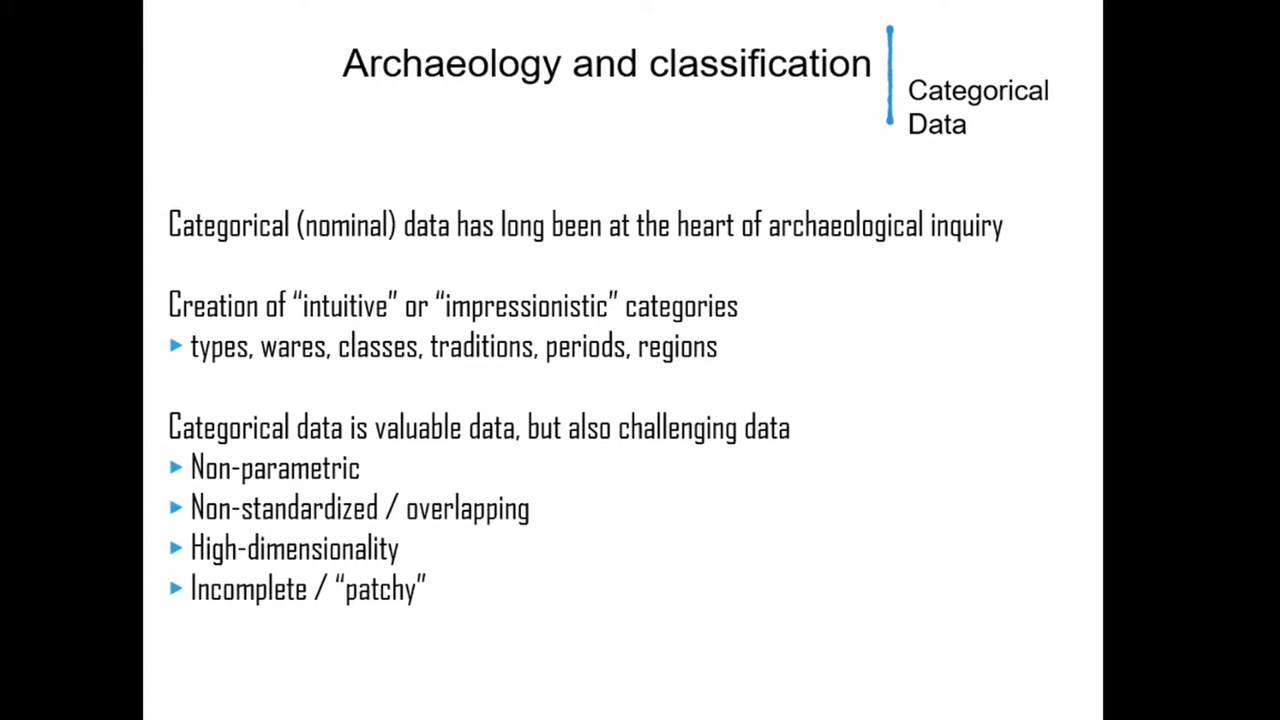 Archaeology and classification
Categorical
Data
Categorical (nominal) data has long been at the heart of archaeological inquiry
Creation of “intuitive” or “impressionistic” categories
types, wares, classes, traditions, periods, regions
Categorical data is valuable data, but also challenging data
Non-parametric
Non-standardized / overlapping
High-dimensionality
Incomplete / “patchy”